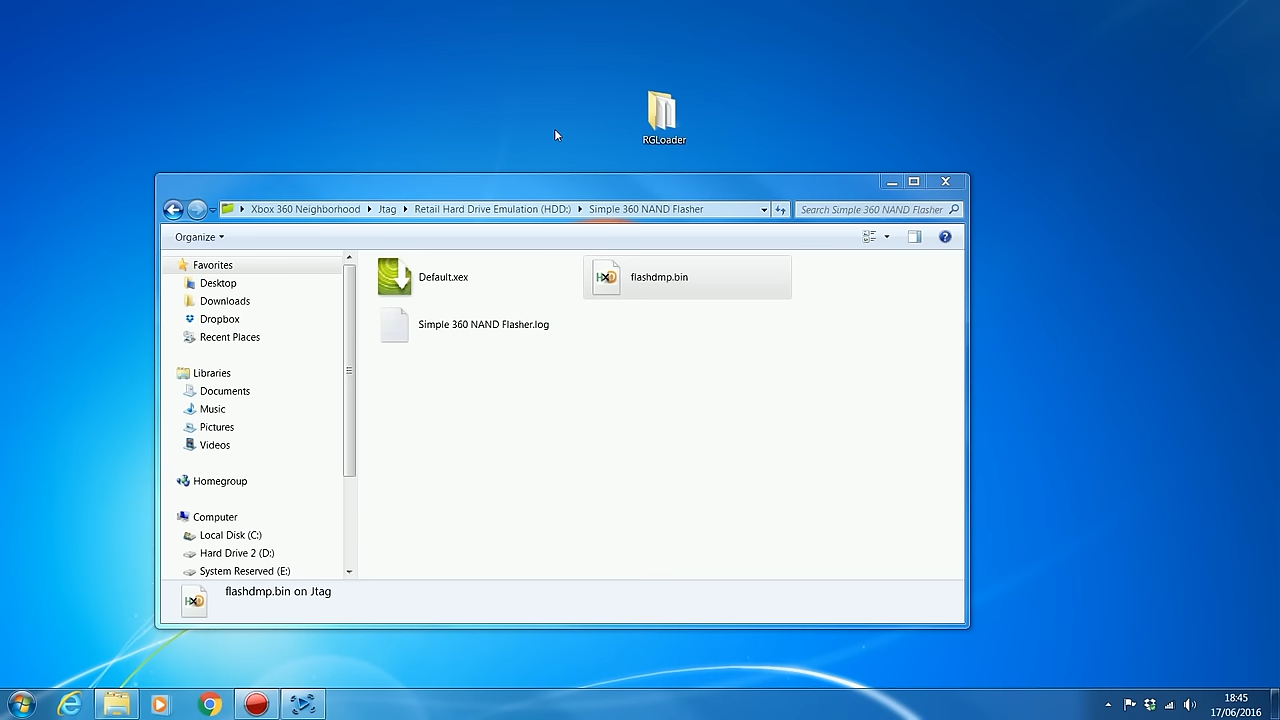 RGLoader
Xbox 360 Neighborhood Jtag Retail Hard Drive Emulation (HDD:) Simple 360 NAND Flasher
Search Simple 360 NAND Flasher
Organize
Favorites
Desktop
Downloads
Dropbox
Recent Places
Libraries
Documents
Music
Pictures
Videos
Homegroup
Computer
Local Disk (C:)
Hard Drive 2 (D:)
System Reserved (E:)
Default.xex
flashdmp.bin
Simple 360 NAND Flasher.log
flashdmp.bin on Jtag
18:45
17/06/2016